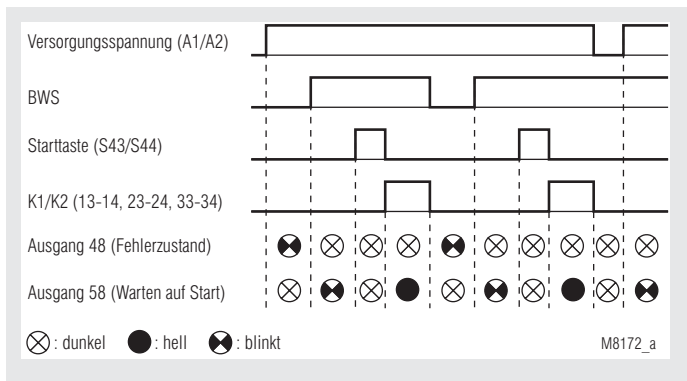 Versorgungsspannung (A1/A2)
BWS
Starttaste (S43/S44)
K1/K2 (13-14, 23-24, 33-34)
Ausgang 48 (Fehlerzustand)
Ausgang 58 (Warten auf Start)
: dunkel : hell : blinkt
M8172_a